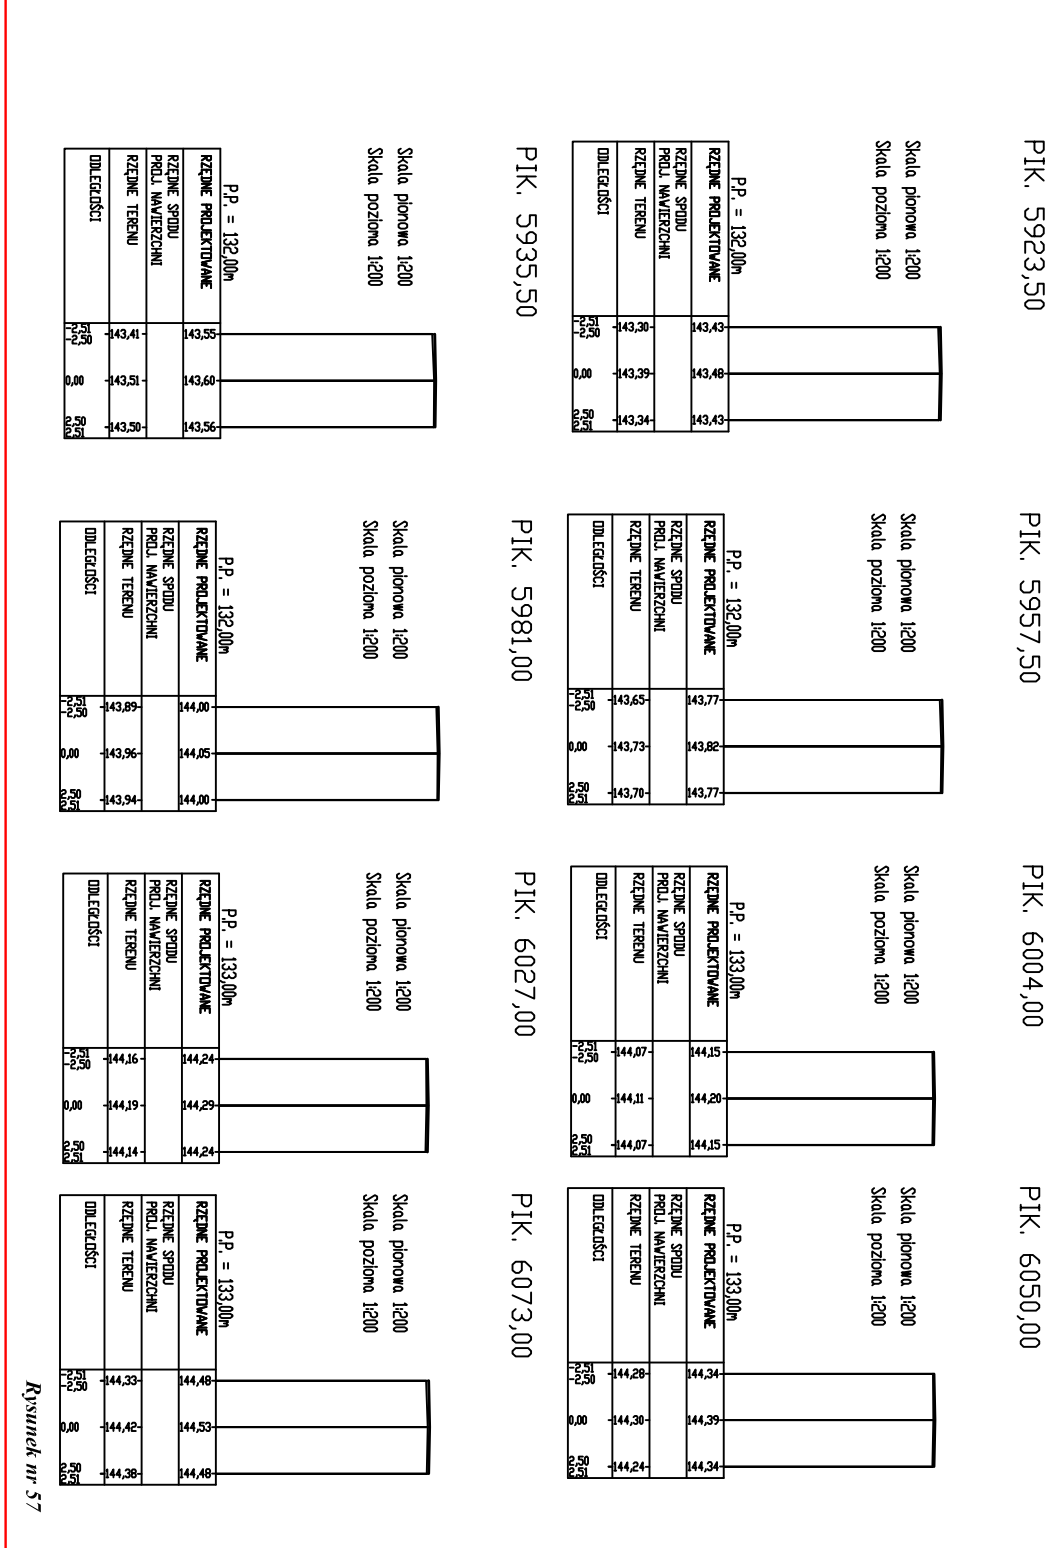 PIK. 5923,50
Skala pionowa 1:200
Skala pozioma 1:200
P.P. = 132,00m
RZĘDNE PROJEKTOWANE 143,43 143,48 143,43
RZĘDNE SPODU
PROJ. NAWIERZCHNI
RZĘDNE TERENU 143,30 143,39 143,34
ODLEGŁOŚCI -2,51 -2,50 0,00 2,50 2,51
PIK. 5957,50
Skala pionowa 1:200
Skala pozioma 1:200
P.P. = 132,00m
RZĘDNE PROJEKTOWANE 143,77 143,82 143,77
RZĘDNE SPODU
PROJ. NAWIERZCHNI
RZĘDNE TERENU 143,65 143,73 143,70
ODLEGŁOŚCI -2,51 -2,50 0,00 2,50 2,51
PIK. 6004,00
Skala pionowa 1:200
Skala pozioma 1:200
P.P. = 133,00m
RZĘDNE PROJEKTOWANE 144,15 144,20 144,15
RZĘDNE SPODU
PROJ. NAWIERZCHNI
RZĘDNE TERENU 144,07 144,11 144,07
ODLEGŁOŚCI -2,51 -2,50 0,00 2,50 2,51
PIK. 6050,00
Skala pionowa 1:200
Skala pozioma 1:200
P.P. = 133,00m
RZĘDNE PROJEKTOWANE 144,34 144,39 144,34
RZĘDNE SPODU
PROJ. NAWIERZCHNI
RZĘDNE TERENU 144,28 144,30 144,24
ODLEGŁOŚCI -2,51 -2,50 0,00 2,50 2,51
PIK. 5935,50
Skala pionowa 1:200
Skala pozioma 1:200
P.P. = 132,00m
RZĘDNE PROJEKTOWANE 143,55 143,60 143,56
RZĘDNE SPODU
PROJ. NAWIERZCHNI
RZĘDNE TERENU 143,41 143,51 143,50
ODLEGŁOŚCI -2,51 -2,50 0,00 2,50 2,51
PIK. 5981,00
Skala pionowa 1:200
Skala pozioma 1:200
P.P. = 132,00m
RZĘDNE PROJEKTOWANE 144,00 144,05 144,00
RZĘDNE SPODU
PROJ. NAWIERZCHNI
RZĘDNE TERENU 143,89 143,96 143,94
ODLEGŁOŚCI -2,51 -2,50 0,00 2,50 2,51
PIK. 6027,00
Skala pionowa 1:200
Skala pozioma 1:200
P.P. = 133,00m
RZĘDNE PROJEKTOWANE 144,24 144,29 144,24
RZĘDNE SPODU
PROJ. NAWIERZCHNI
RZĘDNE TERENU 144,16 144,19 144,14
ODLEGŁOŚCI -2,51 -2,50 0,00 2,50 2,51
PIK. 6073,00
Skala pionowa 1:200
Skala pozioma 1:200
P.P. = 133,00m
RZĘDNE PROJEKTOWANE 144,48 144,53 144,48
RZĘDNE SPODU
PROJ. NAWIERZCHNI
RZĘDNE TERENU 144,33 144,42 144,38
ODLEGŁOŚCI -2,51 -2,50 0,00 2,50 2,51
Rysunek nr 57